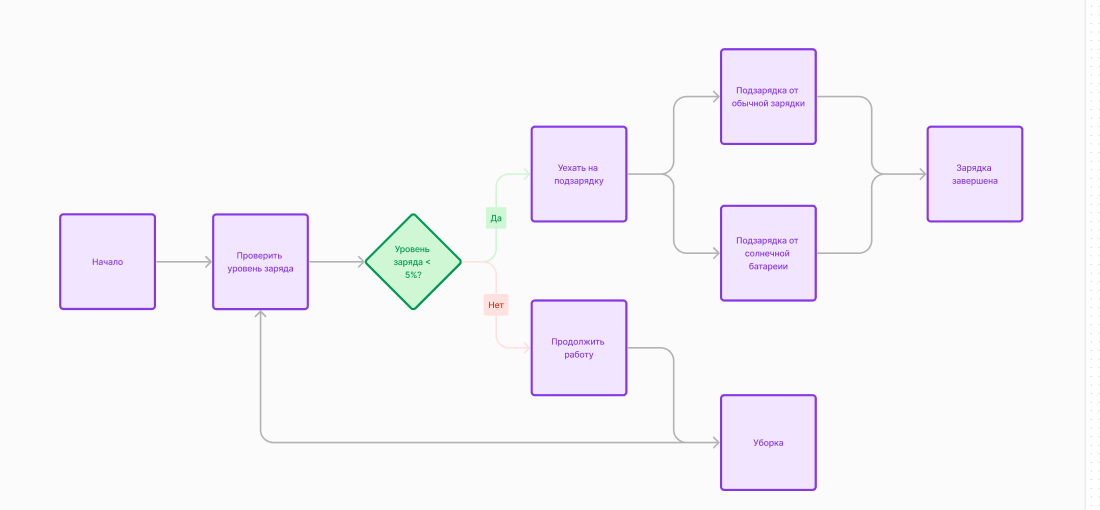 Начало
Проверить
уровень заряда
Уровень
заряда <
5%?
Да
Нет
Уехать на
подзарядку
Продолжить
работу
Подзарядка от
обычной зарядки
Подзарядка от
солнечной
батареии
Уборка
Зарядка
завершена